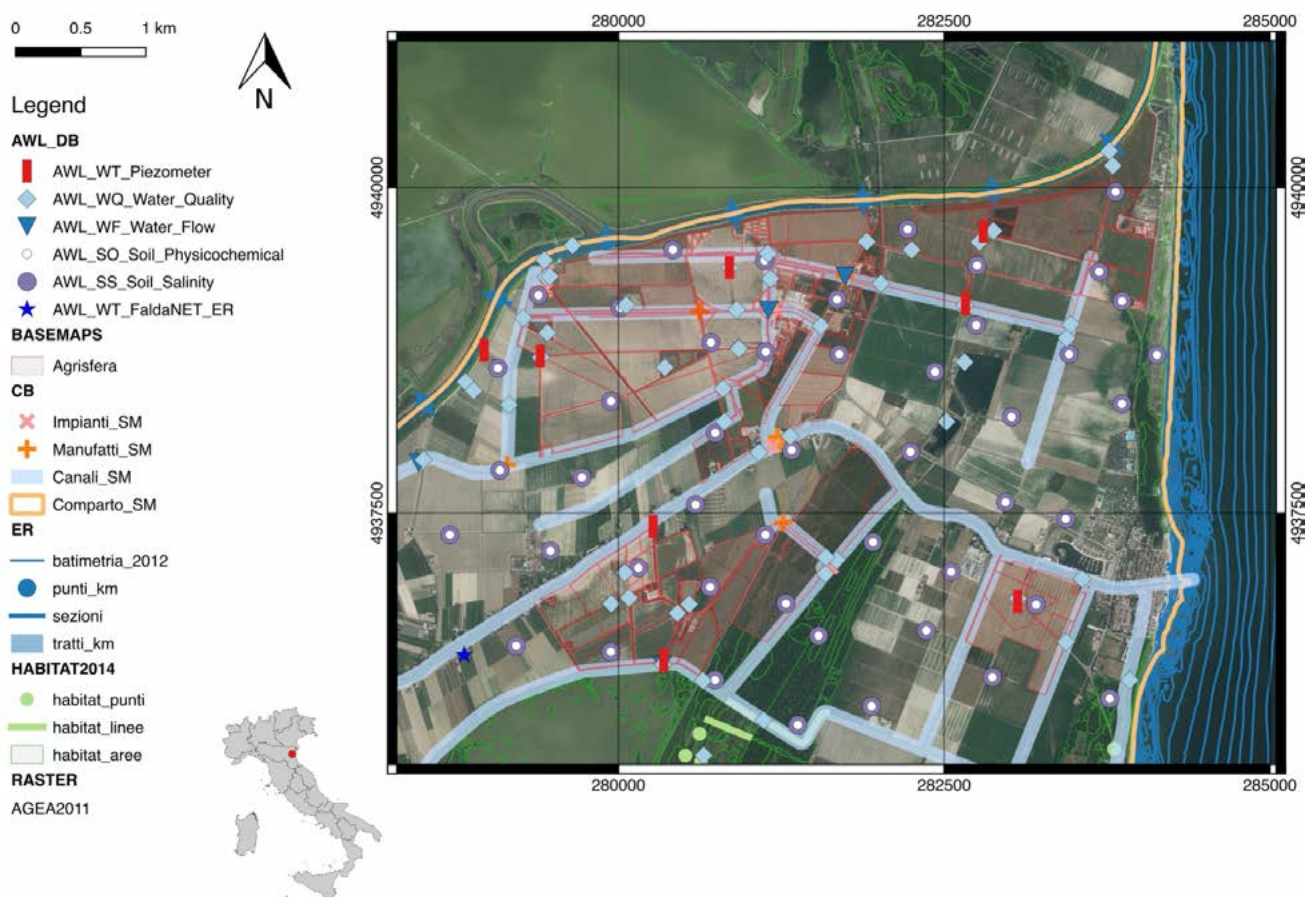 0 0.5 1 km
N
Legend
AWL_DB
AWL_WT_Piezometer
AWL_WQ_Water_Quality
AWL_WF_Water_Flow
AWL_SO_Soil_Physicochemical
AWL_SS_Soil_Salinity
AWL_WT_FaldaNET_ER
BASEMAPS
Agrisfera
CB
Impianti_SM
Manufatti_SM
Canali_SM
Comparto_SM
ER
batimetria_2012
punti_km
sezioni
tratti_km
HABITAT2014
habitat_punti
habitat_linee
habitat_aree
RASTER
AGEA2011
280000 282500 285000
4940000 4940000
4937500 4937500
280000 282500 285000